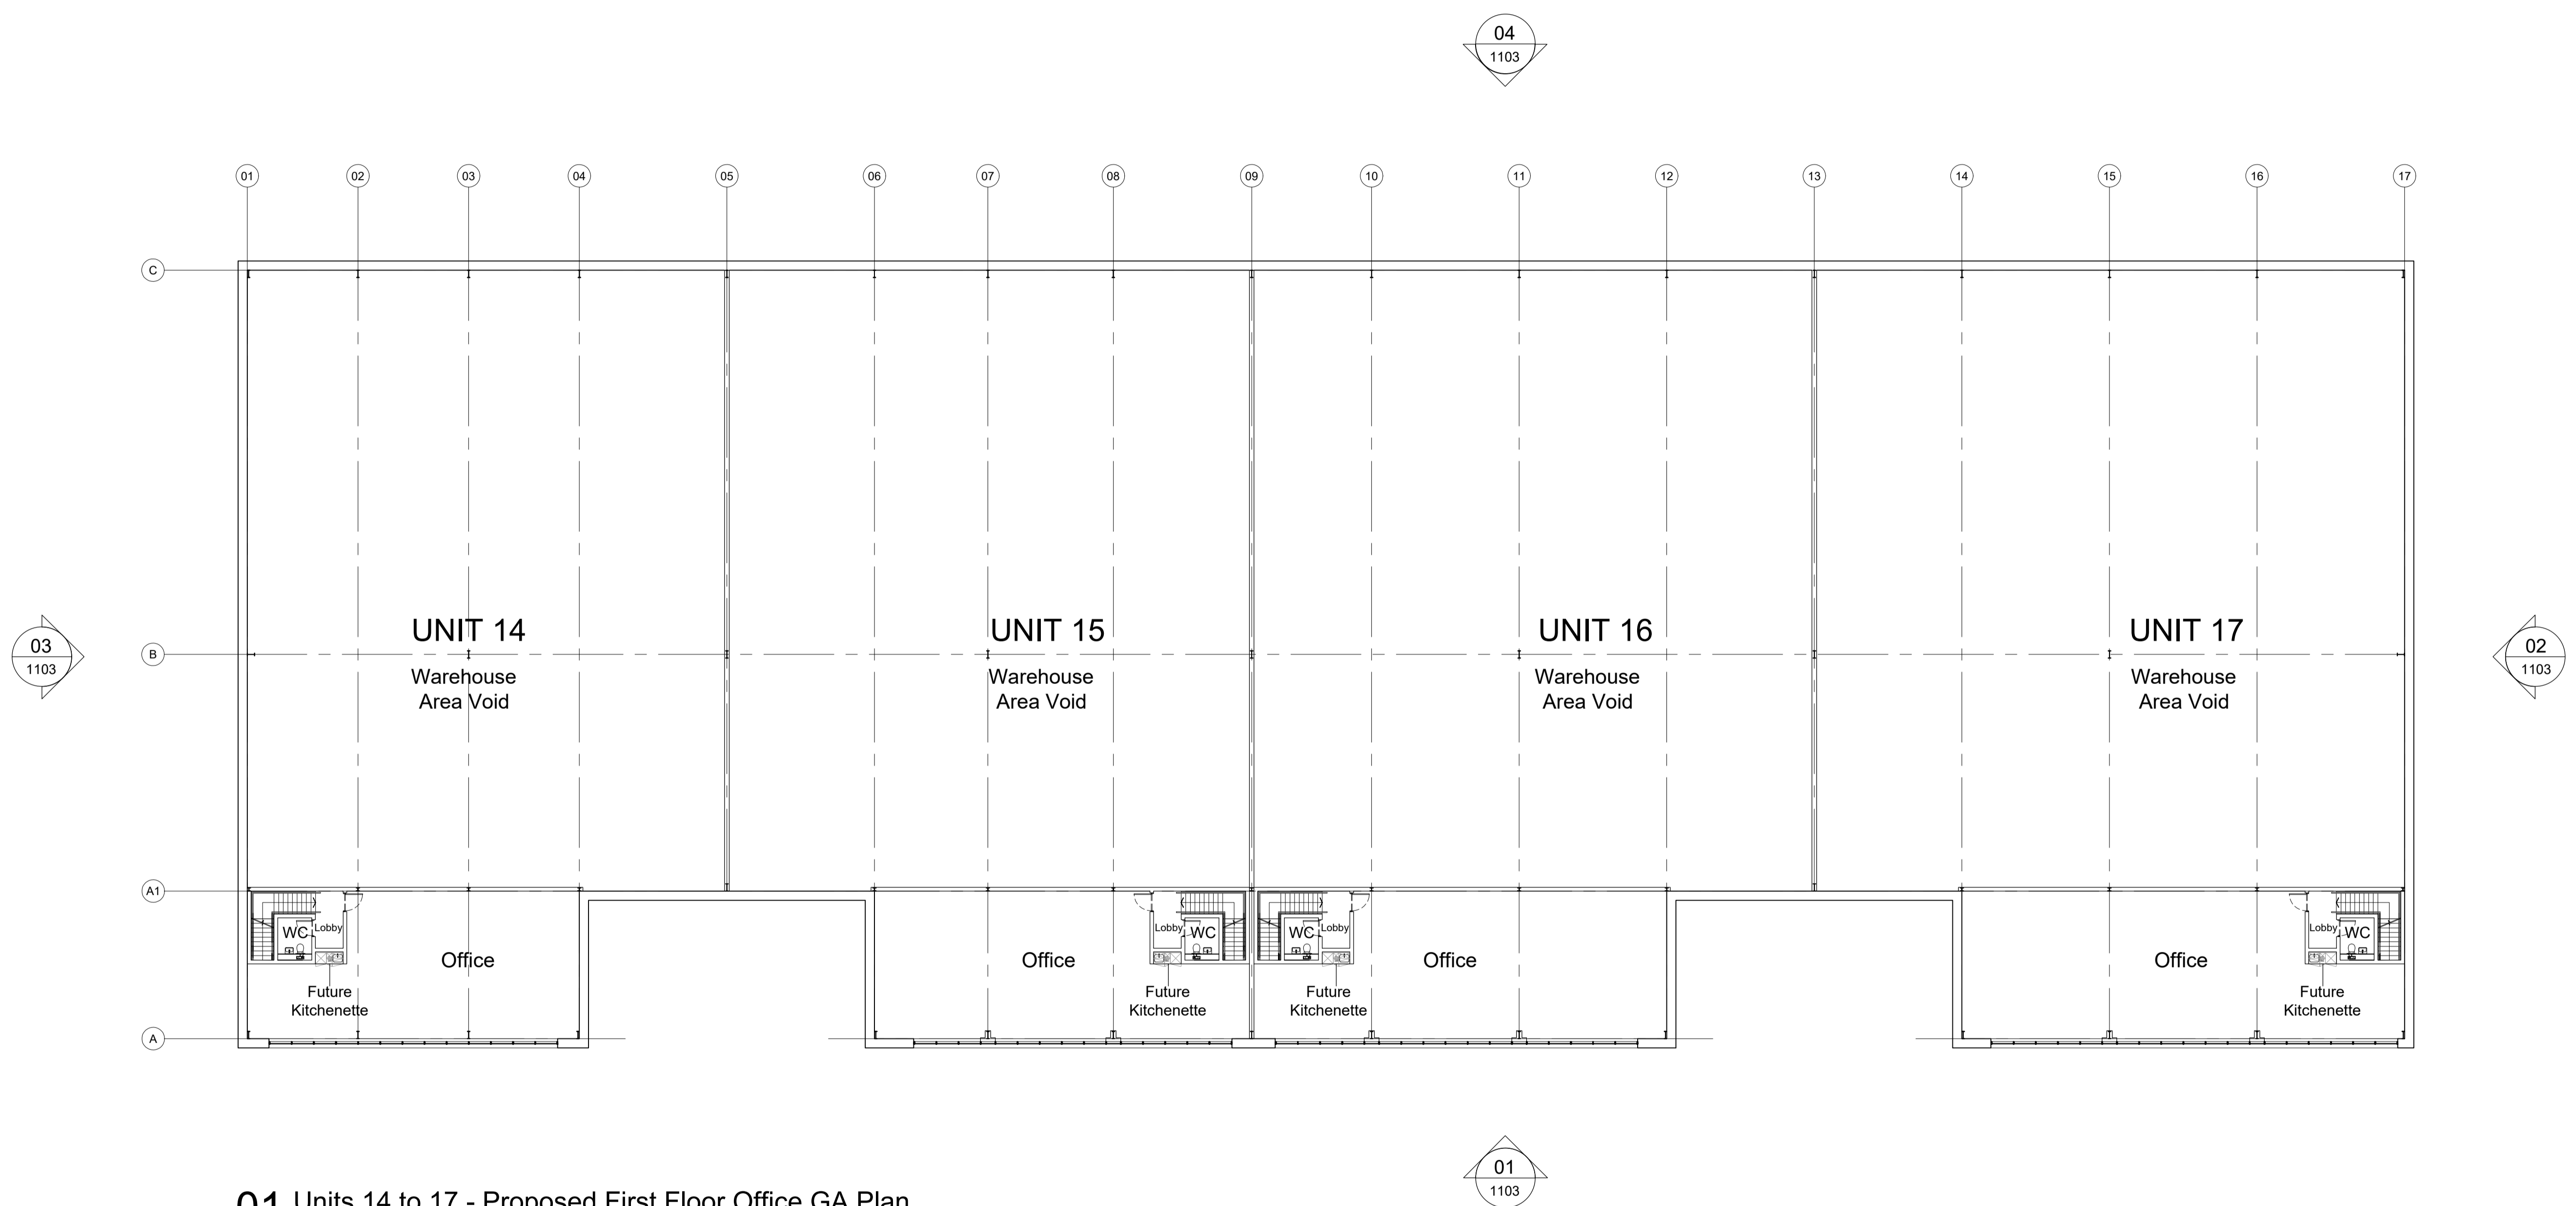 04
1103
01
02
03
04
05
06
07
08
09
10
11
12
13
14
15
16
17
C
UNIT 14
UNIT 15
UNIT 16
UNIT 17
03
1103
B
02
1103
Warehouse
Area Void
Warehouse
Area Void
Warehouse
Area Void
Warehouse
Area Void
A1
WC
Lobby
Office
Future
Kitchenette
Office
Lobby
WC
Future
Kitchenette
WC
Lobby
Office
Future
Kitchenette
Office
Lobby
WC
Future
Kitchenette
A
01
1103
01 Units 14 to 17 - Proposed First Floor Office GA Plan